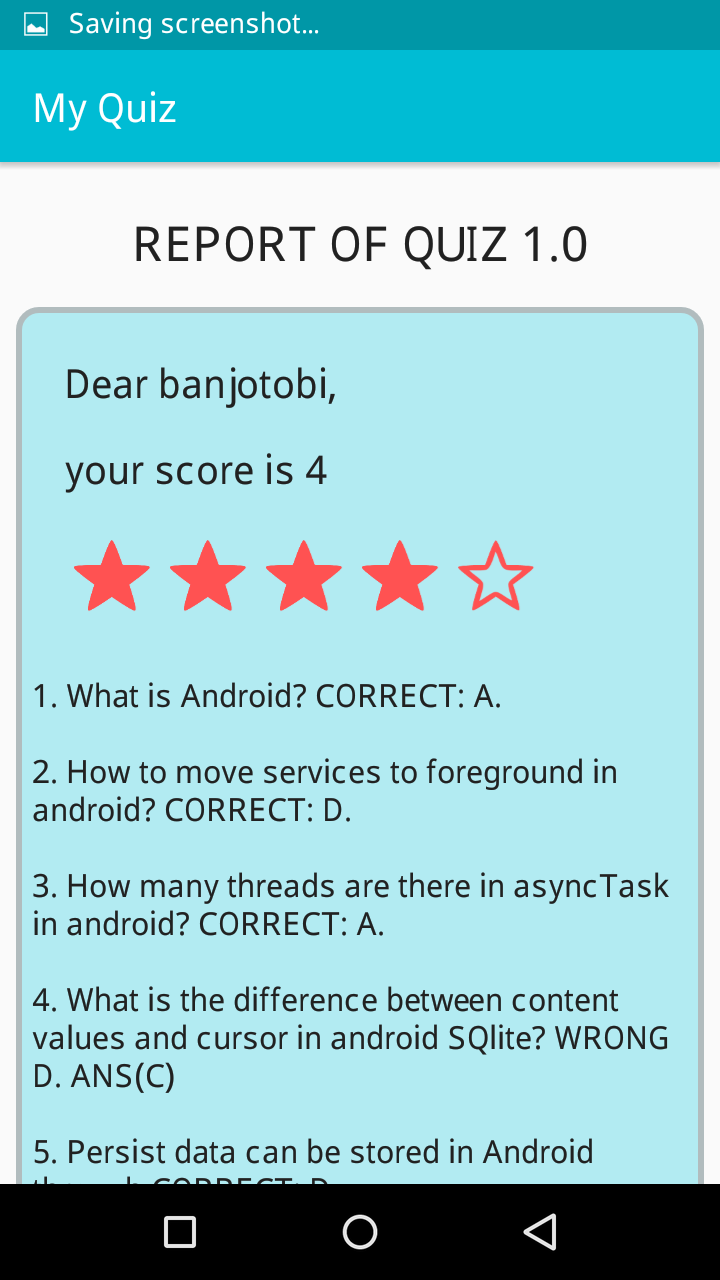 Saving screenshot...
My Quiz
REPORT OF QUIZ 1.0
Dear banjotobi,
your score is 4
1. What is Android? CORRECT: A.
2. How to move services to foreground in
android? CORRECT: D.
3. How many threads are there in asyncTask
in android? CORRECT: A.
4. What is the difference between content
values and cursor in android SQlite? WRONG
D. ANS(C)
5. Persist data can be stored in Android